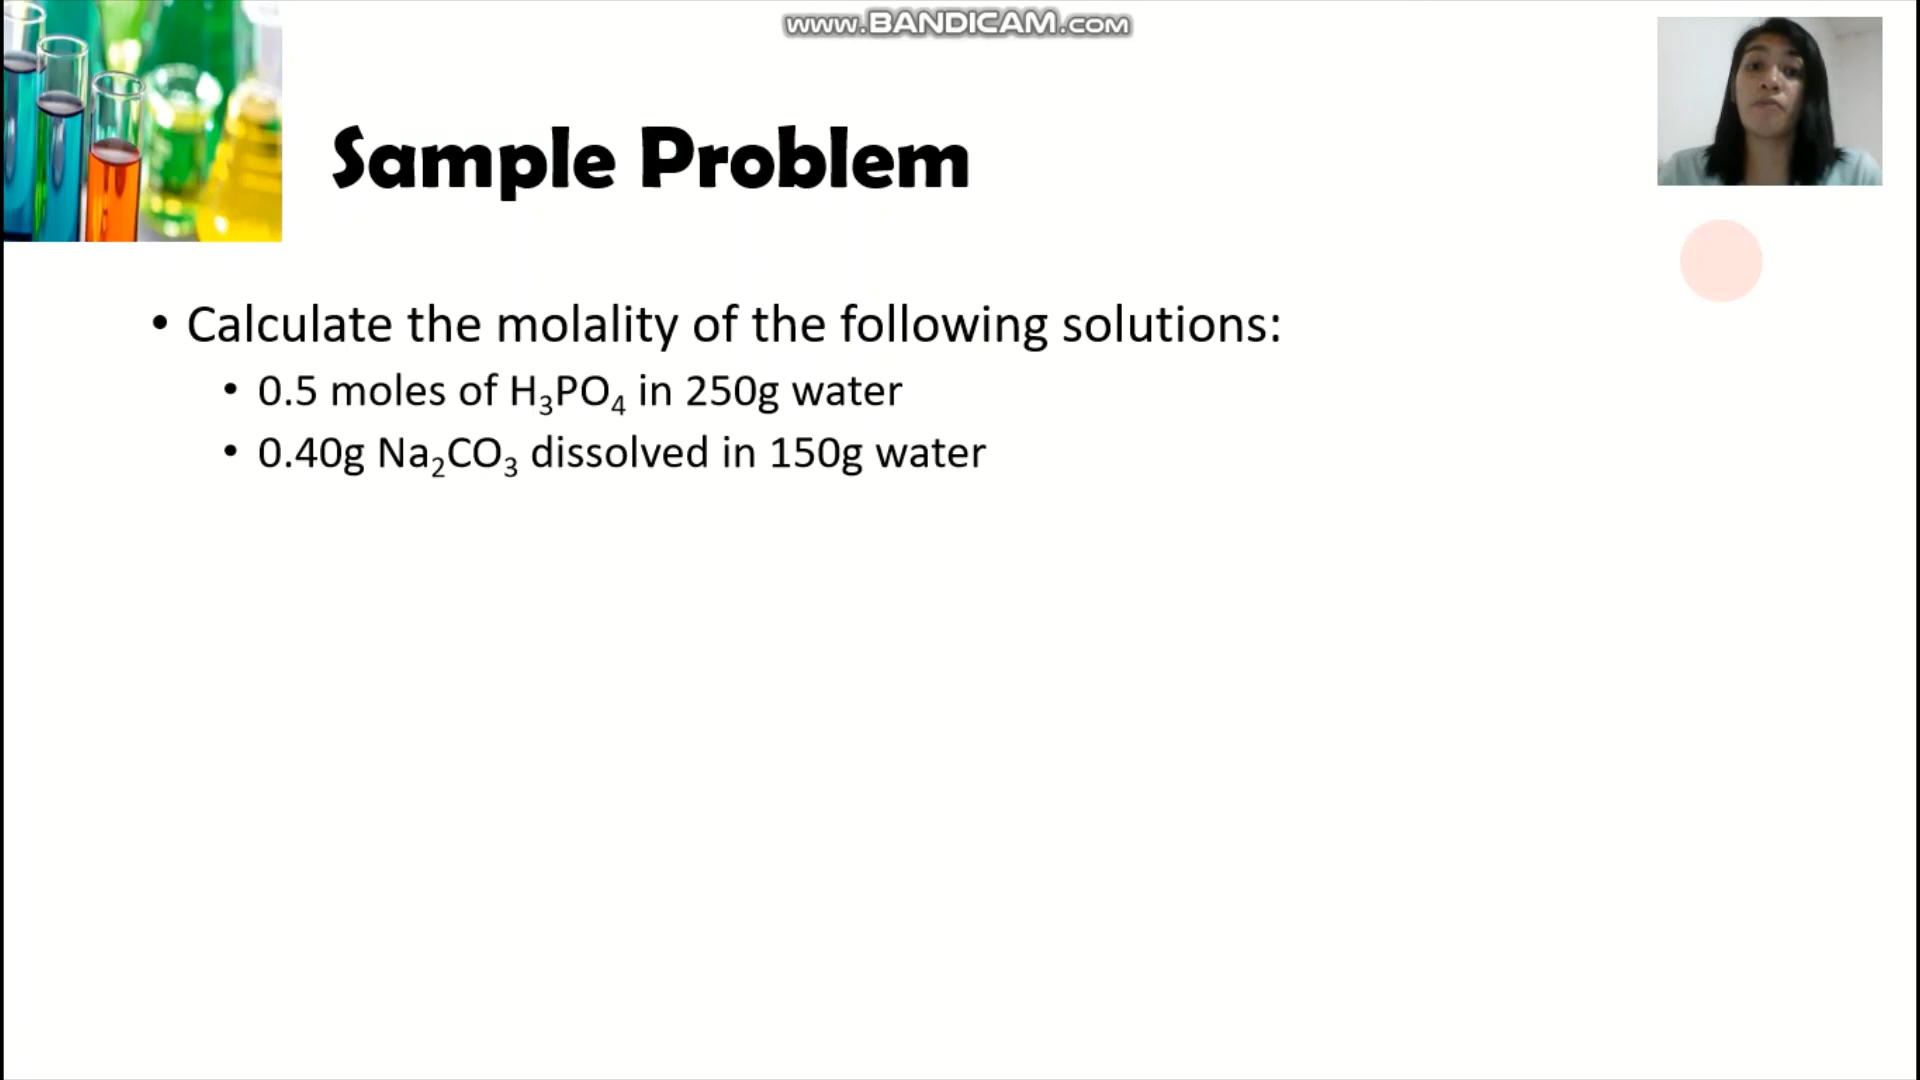 www.BANDICAM.com
Sample Problem
• Calculate the molality of the following solutions:
• 0.5 moles of H₃PO₄ in 250g water
• 0.40g Na₂CO₃ dissolved in 150g water